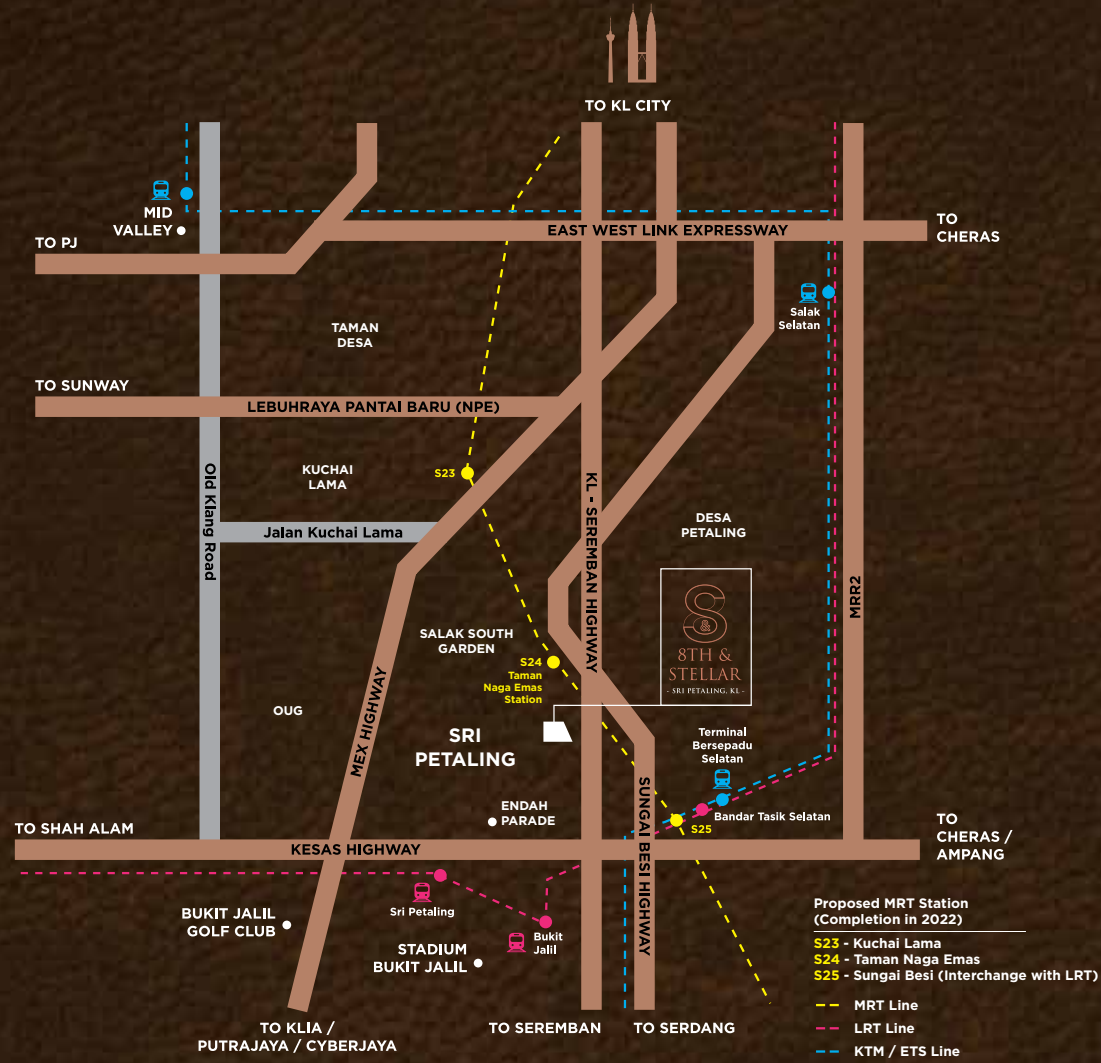 TO KL CITY
MID
VALLEY
TO PJ
EAST WEST LINK EXPRESSWAY
TO
CHERAS
Salak
Selatan
TAMAN
DESA
TO SUNWAY
LEBUHRAYA PANTAI BARU (NPE)
KUCHAI
LAMA
S23
Old Klang Road
Jalan Kuchai Lama
KL - SEREMBAN HIGHWAY
DESA
PETALING
MRR2
S
&
8TH &
STELLAR
- SRI PETALING, KL -
SALAK SOUTH
GARDEN
S24
Taman
Naga Emas
Station
OUG
MEX HIGHWAY
SRI
PETALING
Terminal
Bersepadu
Selatan
SUNGAI BESI HIGHWAY
ENDAH
PARADE
Bandar Tasik Selatan
S25
TO SHAH ALAM
KESAS HIGHWAY
TO
CHERAS /
AMPANG
Sri Petaling
BUKIT JALIL
GOLF CLUB
Bukit
Jalil
STADIUM
BUKIT JALIL
TO KLIA /
PUTRAJAYA / CYBERJAYA
TO SEREMBAN
TO SERDANG
Proposed MRT Station
(Completion in 2022)
S23 - Kuchai Lama
S24 - Taman Naga Emas
S25 - Sungai Besi (Interchange with LRT)
MRT Line
LRT Line
KTM / ETS Line